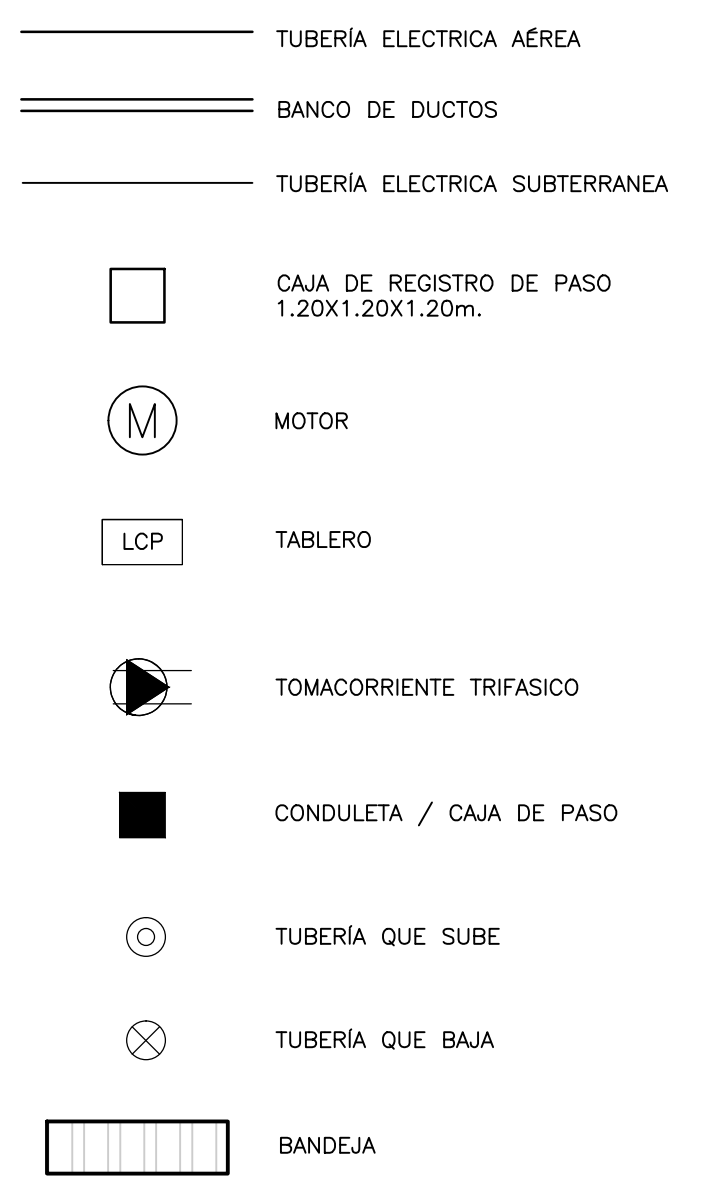 TUBERÍA ELECTRICA AÉREA
BANCO DE DUCTOS
TUBERÍA ELECTRICA SUBTERRANEA
CAJA DE REGISTRO DE PASO
1.20X1.20X1.20m.
M
MOTOR
LCP
TABLERO
TOMACORRIENTE TRIFASICO
CONDULETA / CAJA DE PASO
TUBERÍA QUE SUBE
TUBERÍA QUE BAJA
BANDEJA